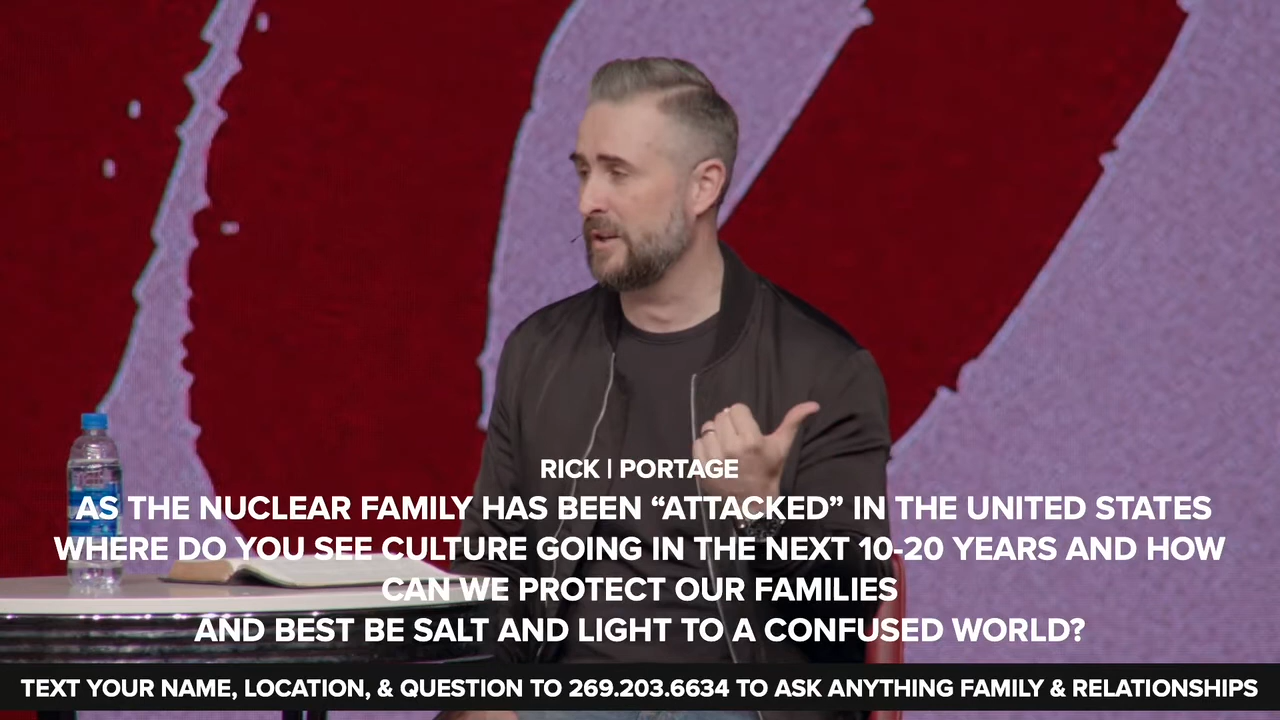 RICK | PORTAGE
AS THE NUCLEAR FAMILY HAS BEEN “ATTACKED” IN THE UNITED STATES
WHERE DO YOU SEE CULTURE GOING IN THE NEXT 10-20 YEARS AND HOW
CAN WE PROTECT OUR FAMILIES
AND BEST BE SALT AND LIGHT TO A CONFUSED WORLD?
TEXT YOUR NAME, LOCATION, & QUESTION TO 269.203.6634 TO ASK ANYTHING FAMILY & RELATIONSHIPS